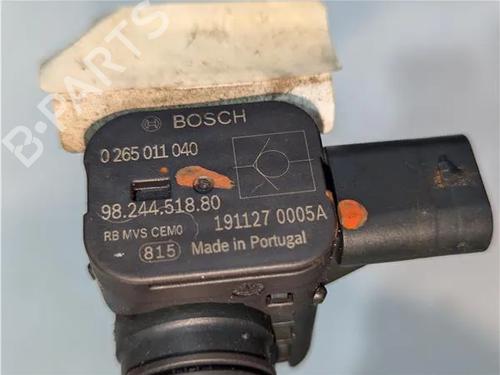 B-PARTS
BOSCH
0 265 011 040
98.244.518.80
191127 0005A
RB MVS CEM0
815
Made in Portugal